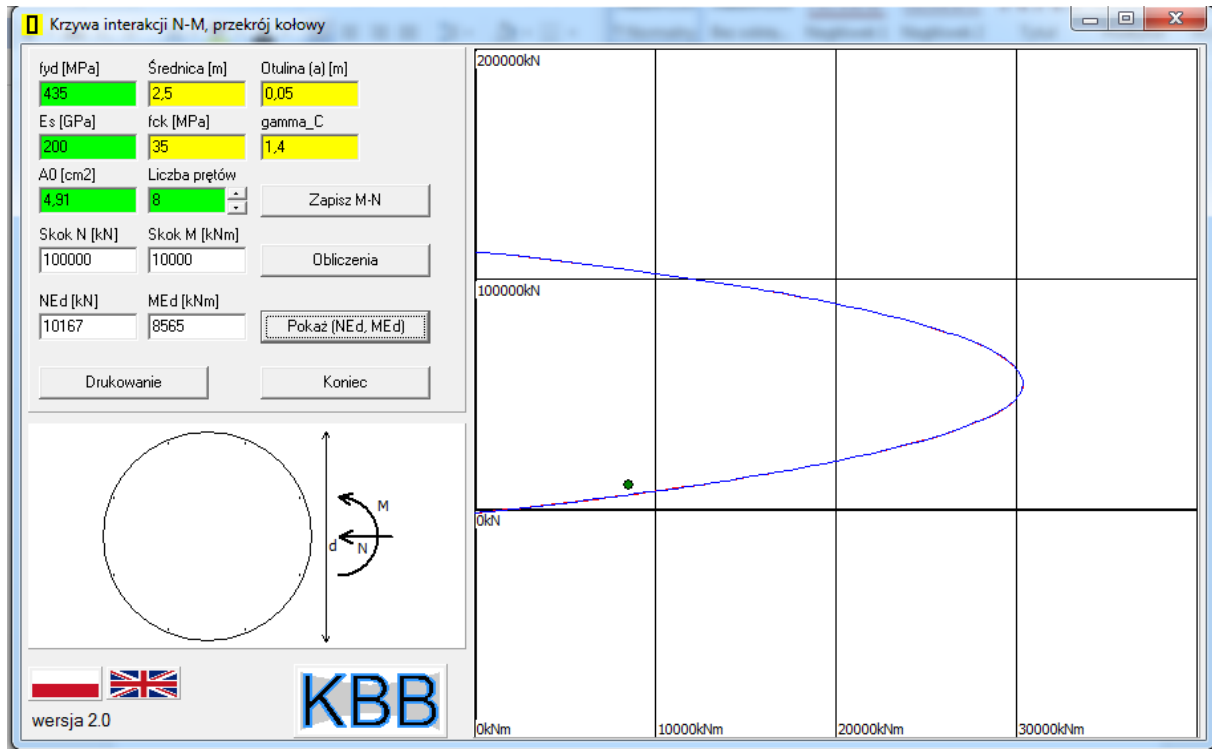 Krzywa interakcji N-M, przekrój kołowy
fyd [MPa] Średnica [m] Otulina (a) [m]
435 2,5 0,05
Es [GPa] fck [MPa] gamma_C
200 35 1,4
A0 [cm2] Liczba prętów
4,91 8 Zapisz M-N
Skok N [kN] Skok M [kNm]
100000 10000 Obliczenia
NEd [kN] MEd [kNm]
10167 8565 Pokaż (NEd, MEd)
Drukowanie Koniec
M
d N
wersja 2.0
KBB
200000kN
100000kN
0kN
0kNm 10000kNm 20000kNm 30000kNm